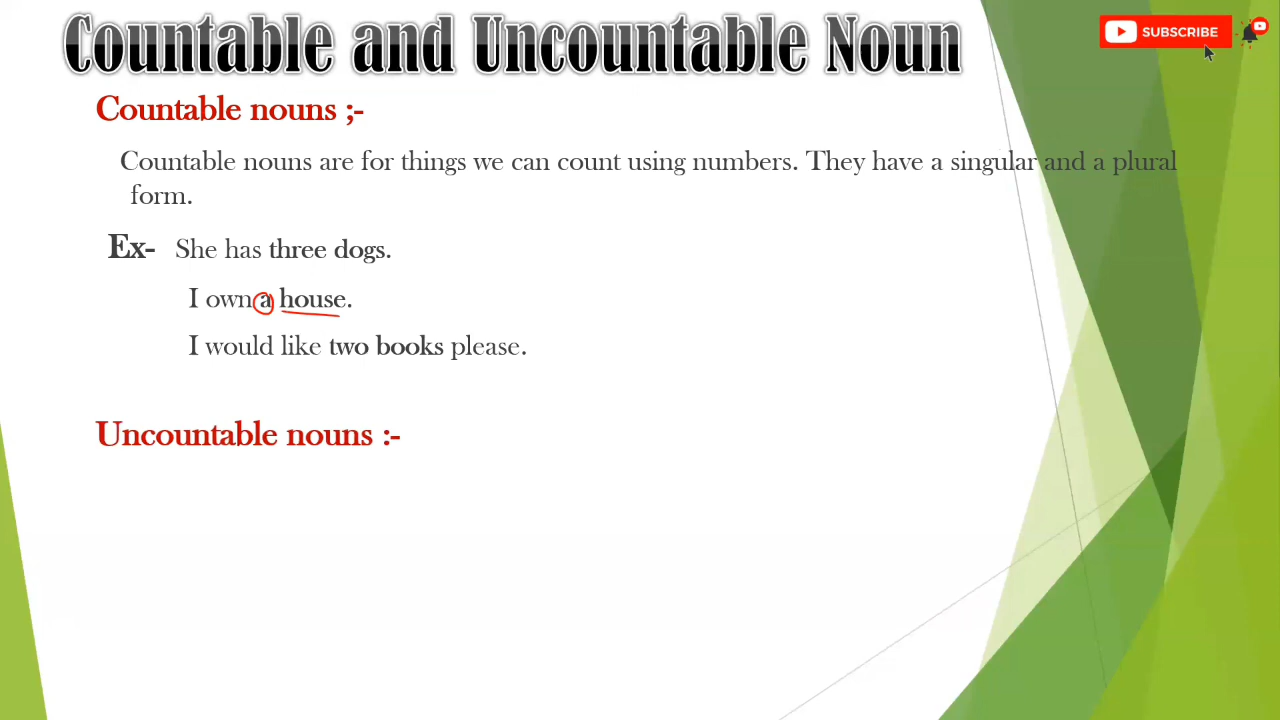 Countable and Uncountable Noun
SUBSCRIBE
Countable nouns ;-
Countable nouns are for things we can count using numbers. They have a singular and a plural
form.
Ex- She has three dogs.
I own a house.
I would like two books please.
Uncountable nouns :-